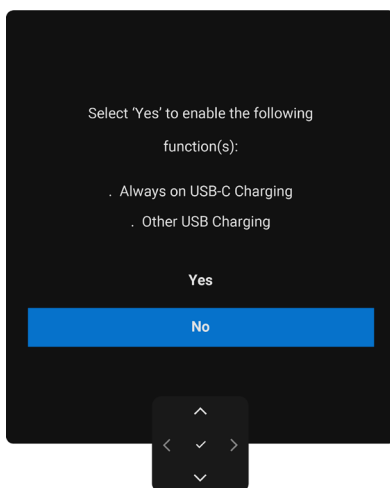 Select ‘Yes’ to enable the following
function(s):
. Always on USB-C Charging
. Other USB Charging
Yes
No